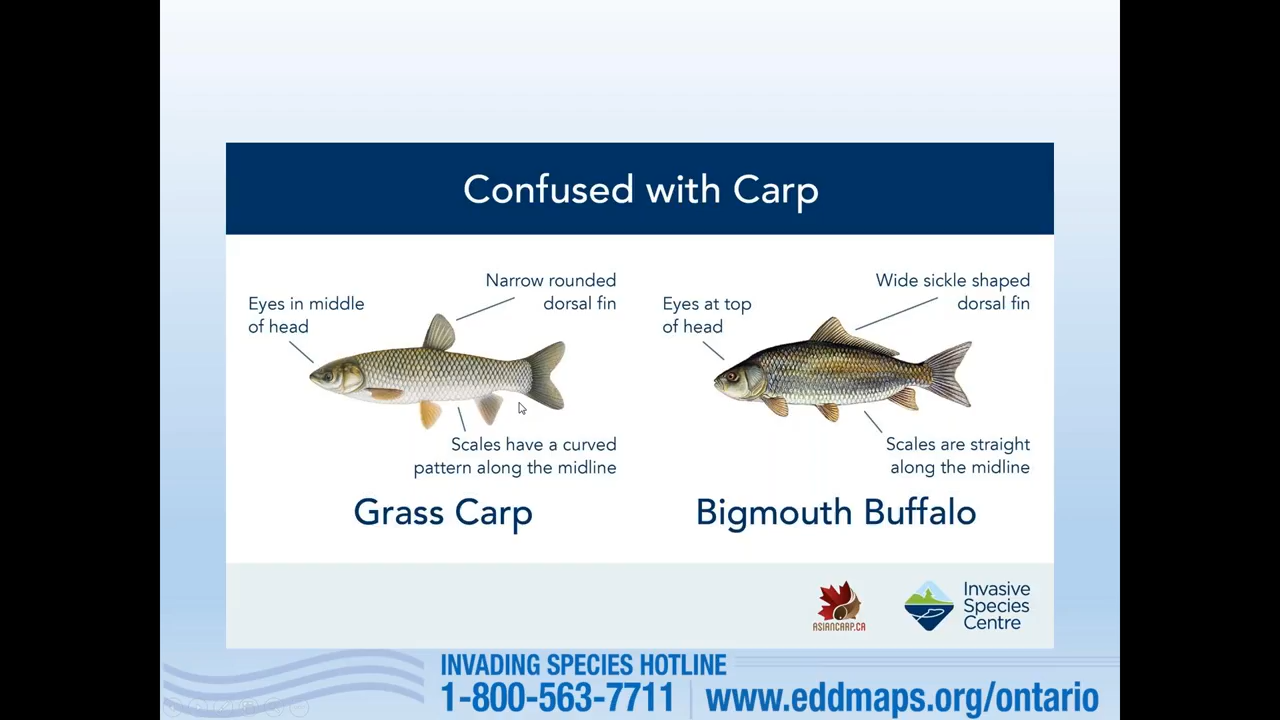 Confused with Carp
Eyes in middle
of head
Narrow rounded
dorsal fin
Scales have a curved
pattern along the midline
Grass Carp
Eyes at top
of head
Wide sickle shaped
dorsal fin
Scales are straight
along the midline
Bigmouth Buffalo
ASIANCARP.CA
Invasive
Species
Centre
INVADING SPECIES HOTLINE
1-800-563-7711
www.eddmaps.org/ontario